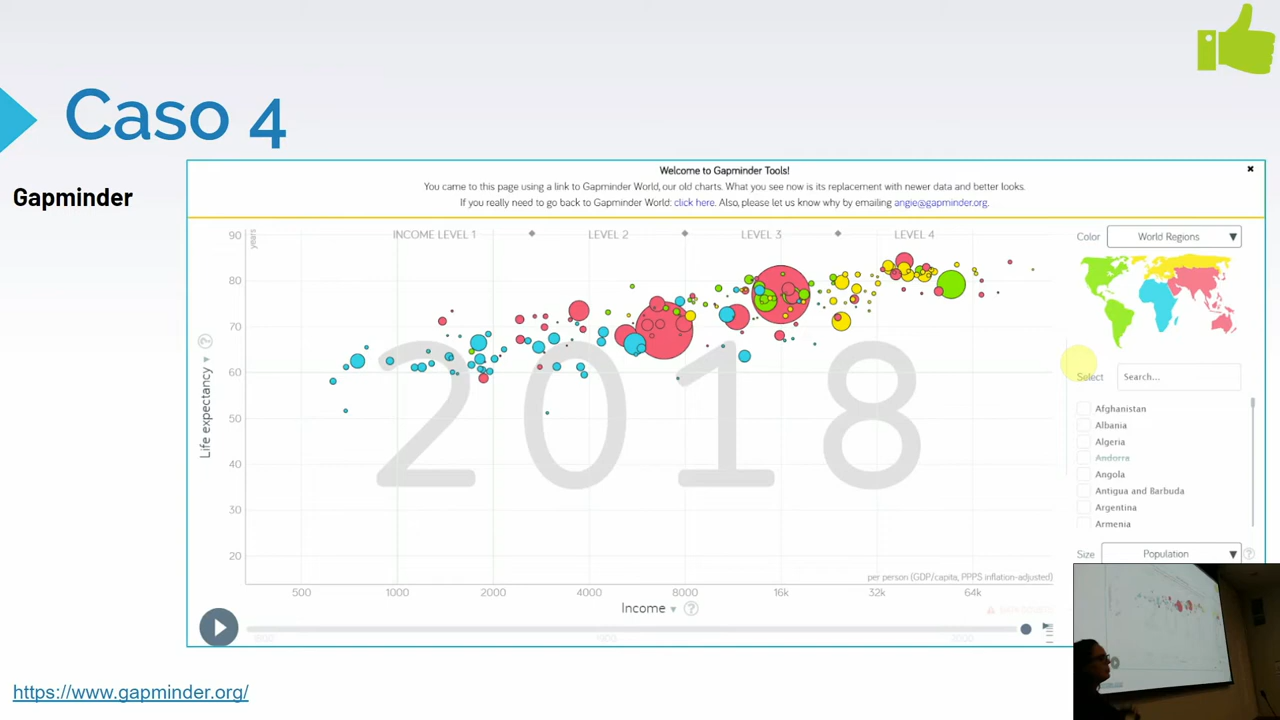 Caso 4
Gapminder
Welcome to Gapminder Tools!
You came to this page using a link to Gapminder World, our old charts. What you see now is its replacement with newer data and better looks.
If you really need to go back to Gapminder World: click here. Also, please let us know why by emailing angie@gapminder.org.
INCOME LEVEL 1 LEVEL 2 LEVEL 3 LEVEL 4
Color World Regions
Select Search...
Afghanistan
Albania
Algeria
Andorra
Angola
Antigua and Barbuda
Argentina
Armenia
Size Population
years
Life expectancy
90
80
70
60
50
40
30
20
2018
per person (GDP/capita, PPP$ inflation-adjusted)
500 1000 2000 4000 8000 16k 32k 64k
Income
1800 1900 2000
https://www.gapminder.org/